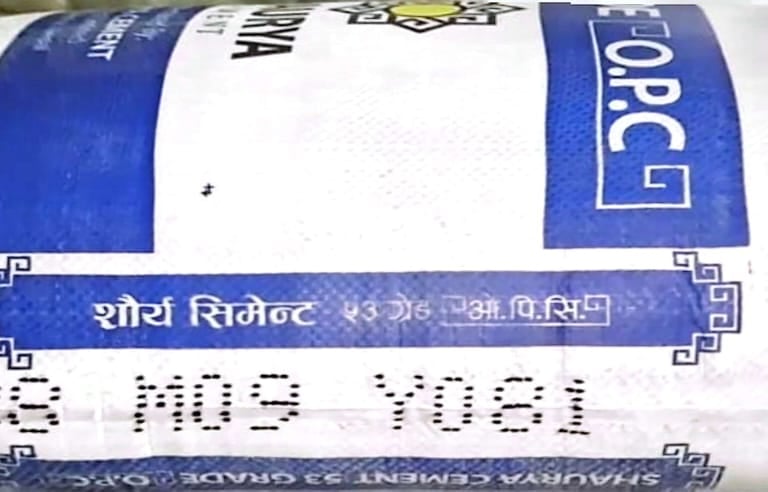 CEMENT
URYA
E O.P.C
शौर्य सिमेन्ट ५३ ग्रेड आ.पि.सि.
8 M09 Y081
SHAURYA CEMENT 53 GRADE O.P.C